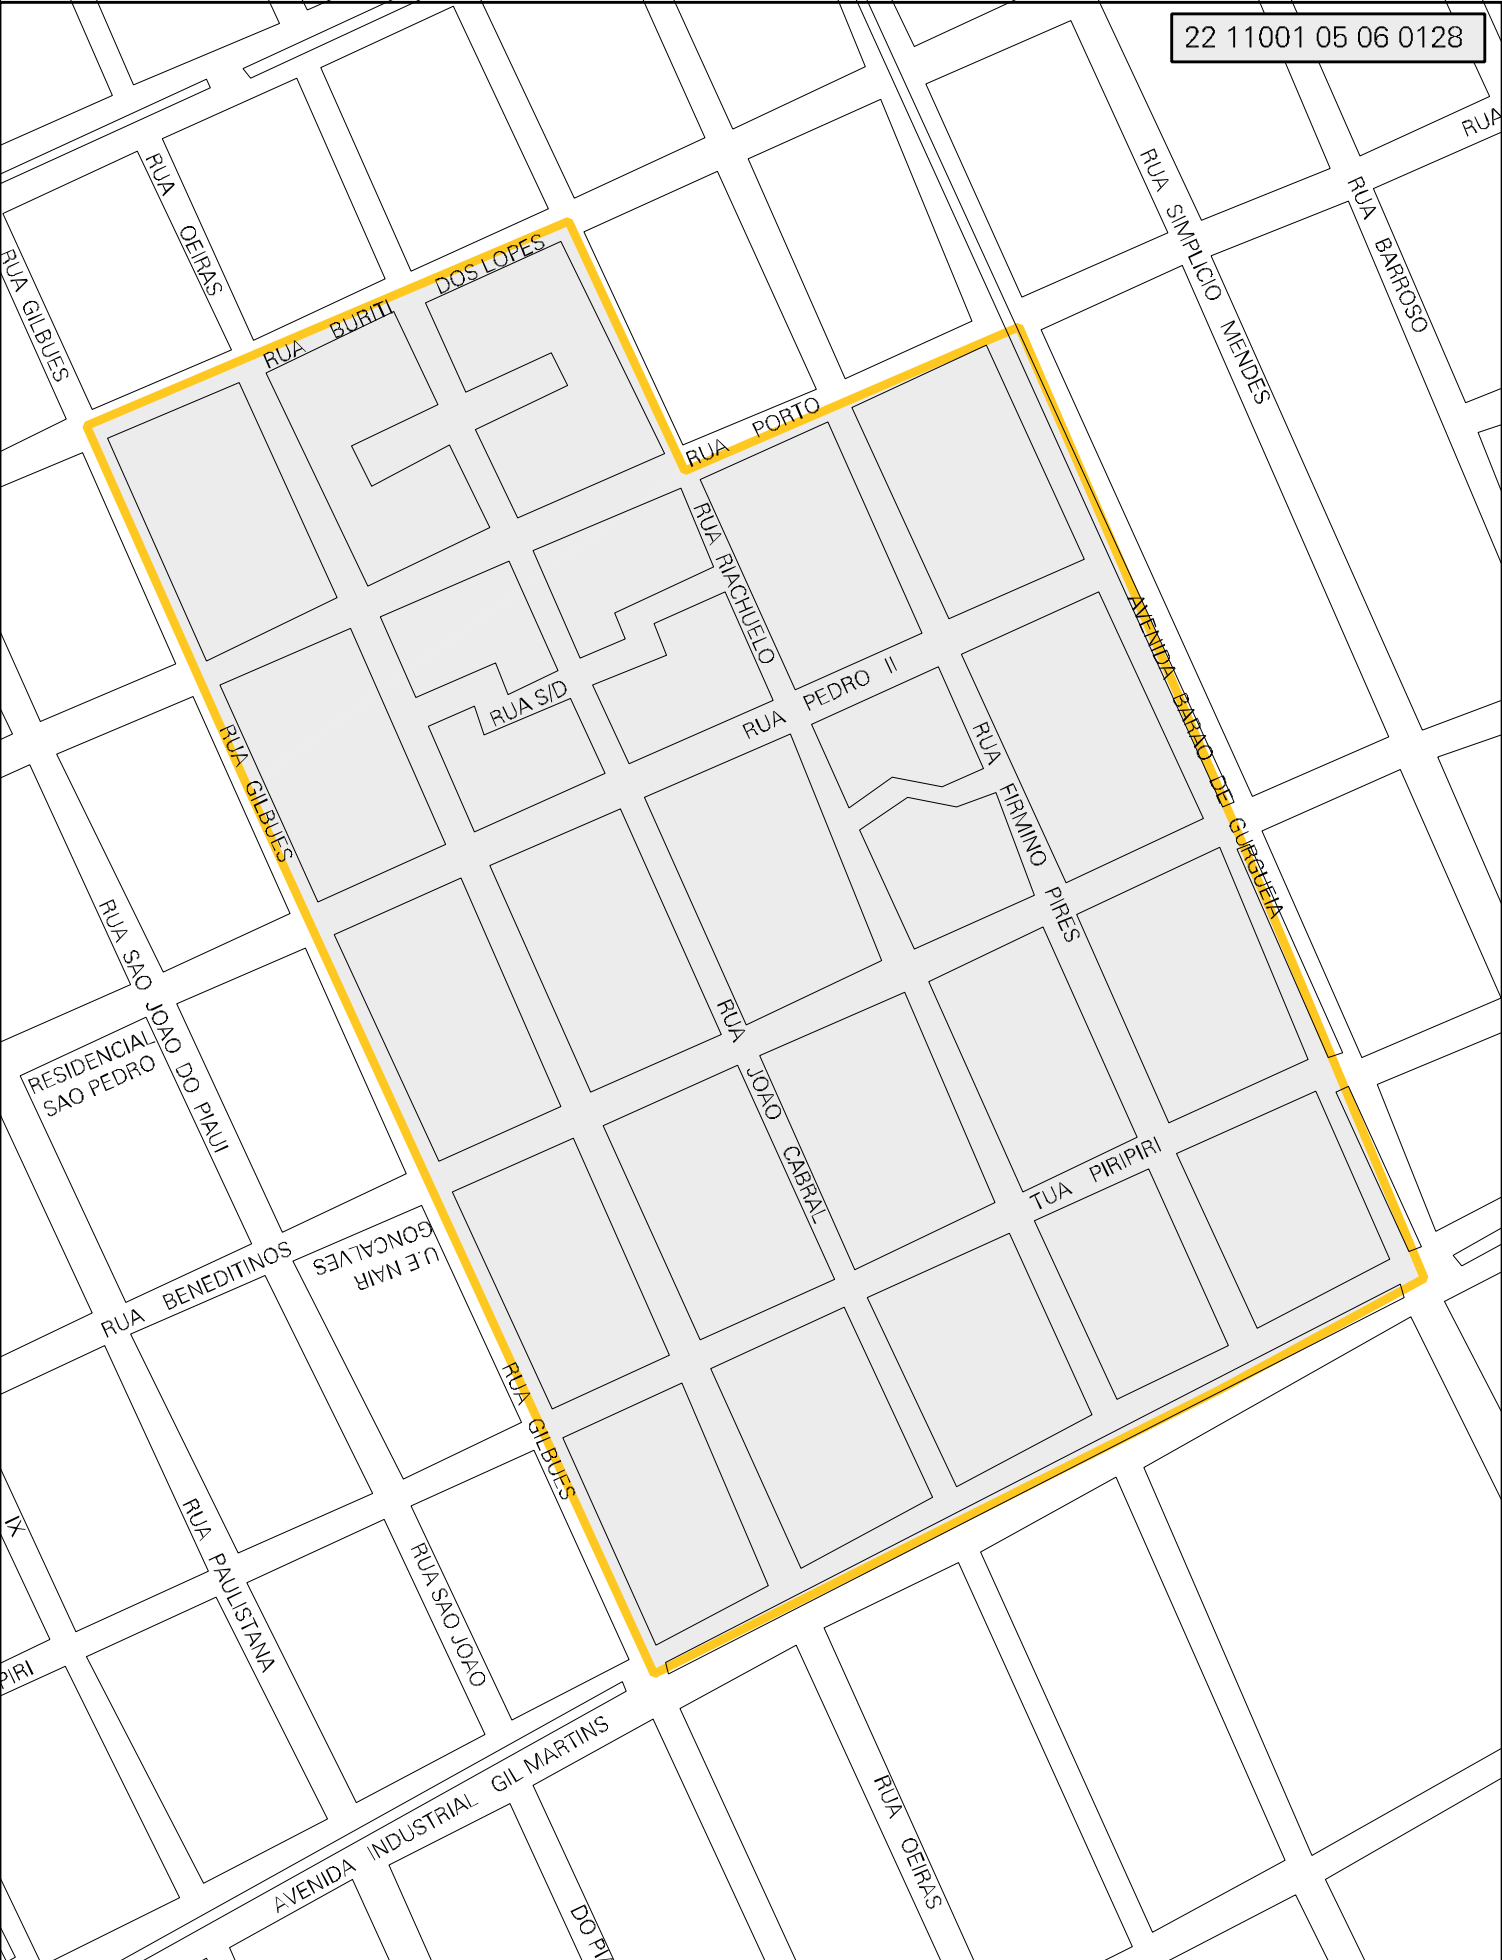 22 11001 05 06 0128
RUA
RUA OEIRAS
RUA SIMPLICIO MENDES
RUA BARROSO
RUA GILBUES
RUA BURITI DOS LOPES
RUA PORTO
RUA RIACHUELO
RUA S/D
RUA PEDRO II
AVENIDA BARAO DE GURGUEIA
RUA GILBUES
RUA FIRMINO PIRES
RUA SAO JOAO DO PIAUI
RESIDENCIAL
SAO PEDRO
RUA JOAO CABRAL
TUA PIRIPIRI
RUA BENEDITINOS
U.E NAIR
GONCALVES
RUA GILBUES
IX
RUA PAULISTANA
RUA SAO JOAO
PIRI
AVENIDA INDUSTRIAL GIL MARTINS
RUA OEIRAS
DO PI